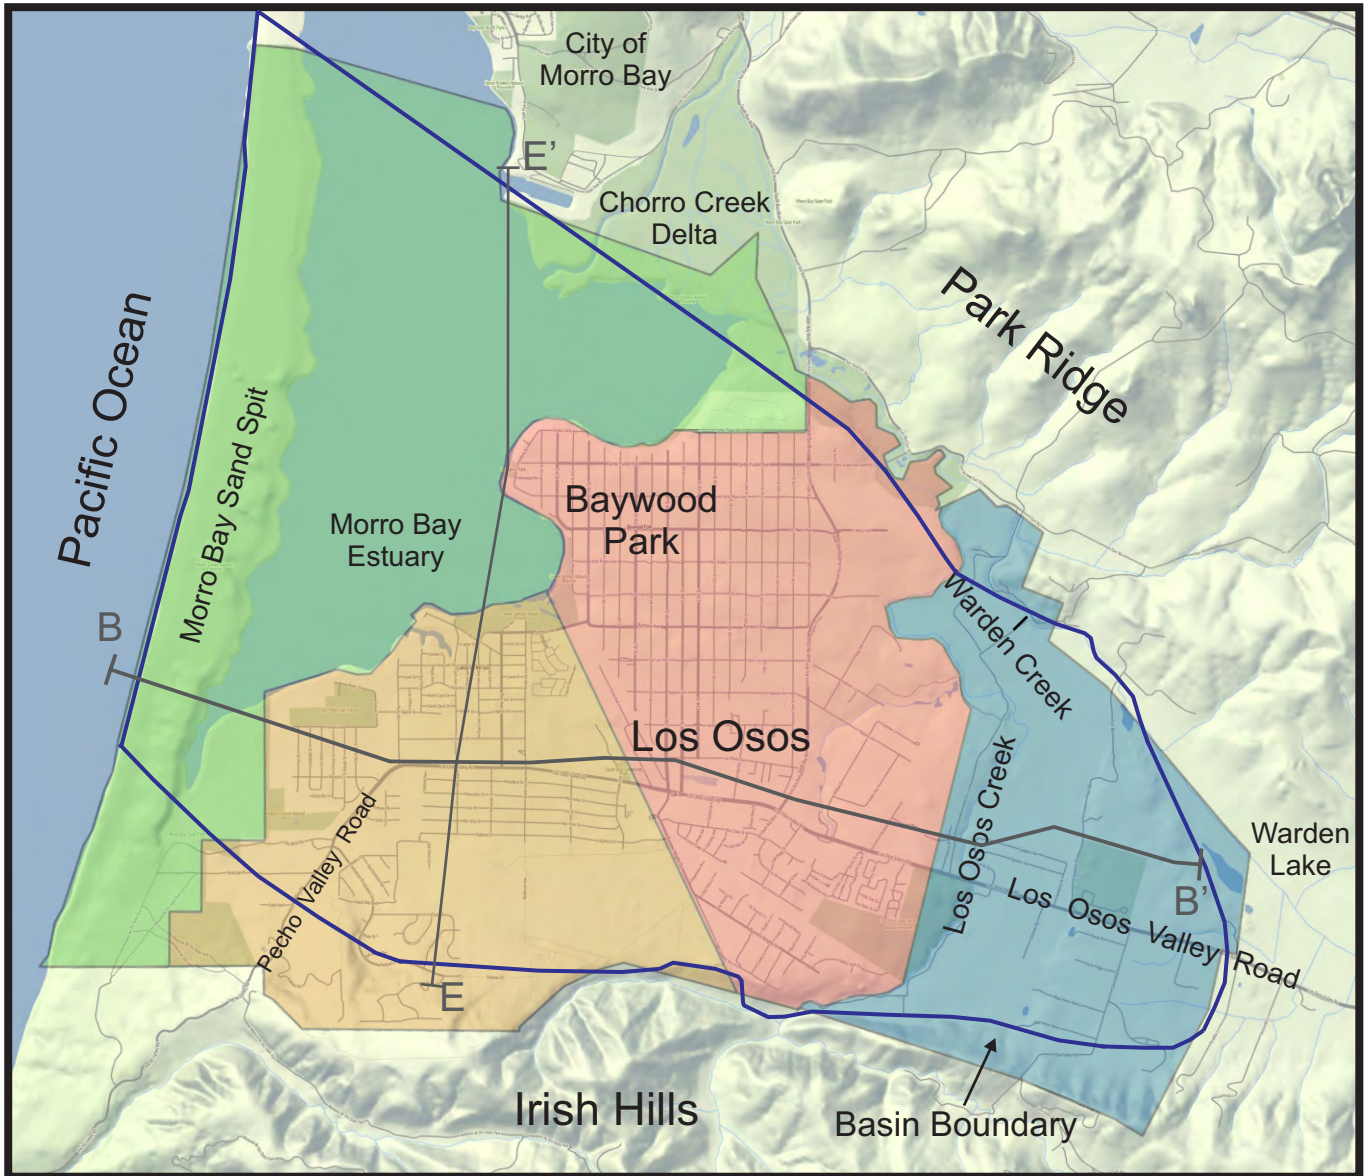 City of
Morro Bay
E’
Chorro Creek
Delta
Park Ridge
Pacific Ocean
Morro Bay Sand Spit
Baywood
Park
Morro Bay
Estuary
B
Warden Creek
Los Osos
Los Osos Creek
Pecho Valley Road
Warden
Lake
B’
Los Osos Valley Road
E
Irish Hills
Basin Boundary